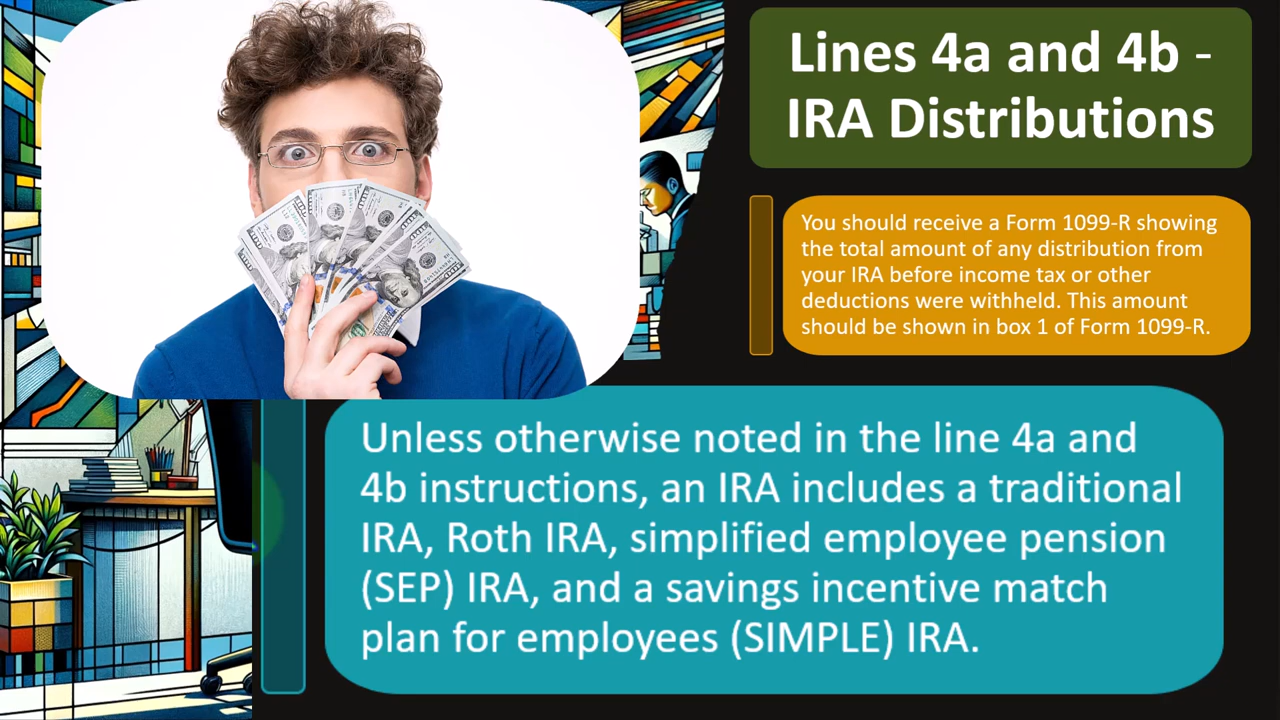 Lines 4a and 4b -
IRA Distributions
You should receive a Form 1099-R showing
the total amount of any distribution from
your IRA before income tax or other
deductions were withheld. This amount
should be shown in box 1 of Form 1099-R.
Unless otherwise noted in the line 4a and
4b instructions, an IRA includes a traditional
IRA, Roth IRA, simplified employee pension
(SEP) IRA, and a savings incentive match
plan for employees (SIMPLE) IRA.